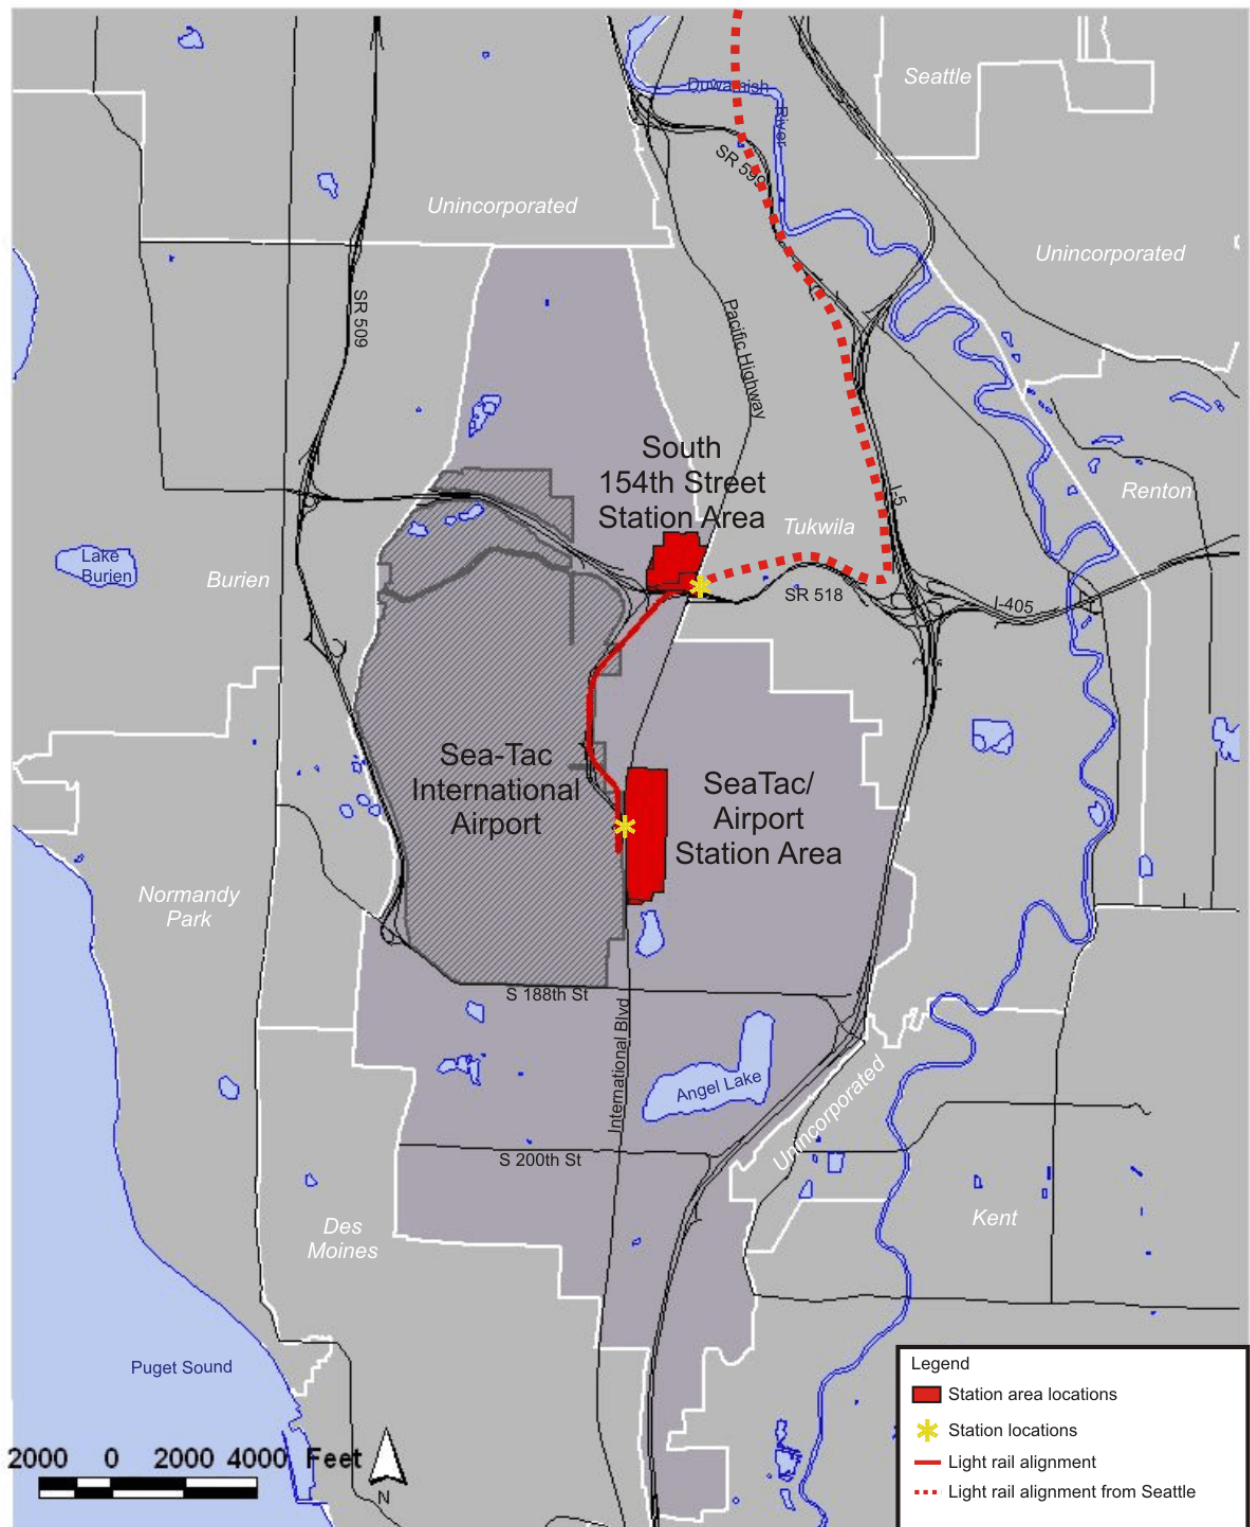 Seattle
Duwamish
River
SR 599
Unincorporated
Unincorporated
SR 509
Pacific Highway
South
154th Street
Station Area
I-5
Renton
Tukwila
Lake
Burien
Burien
SR 518
I-405
Sea-Tac
International
Airport
SeaTac/
Airport
Station Area
Normandy
Park
S 188th St
International Blvd
Angel Lake
Unincorporated
S 200th St
Kent
Des
Moines
Puget Sound
2000 0 2000 4000 Feet
N
Legend
Station area locations
Station locations
Light rail alignment
Light rail alignment from Seattle